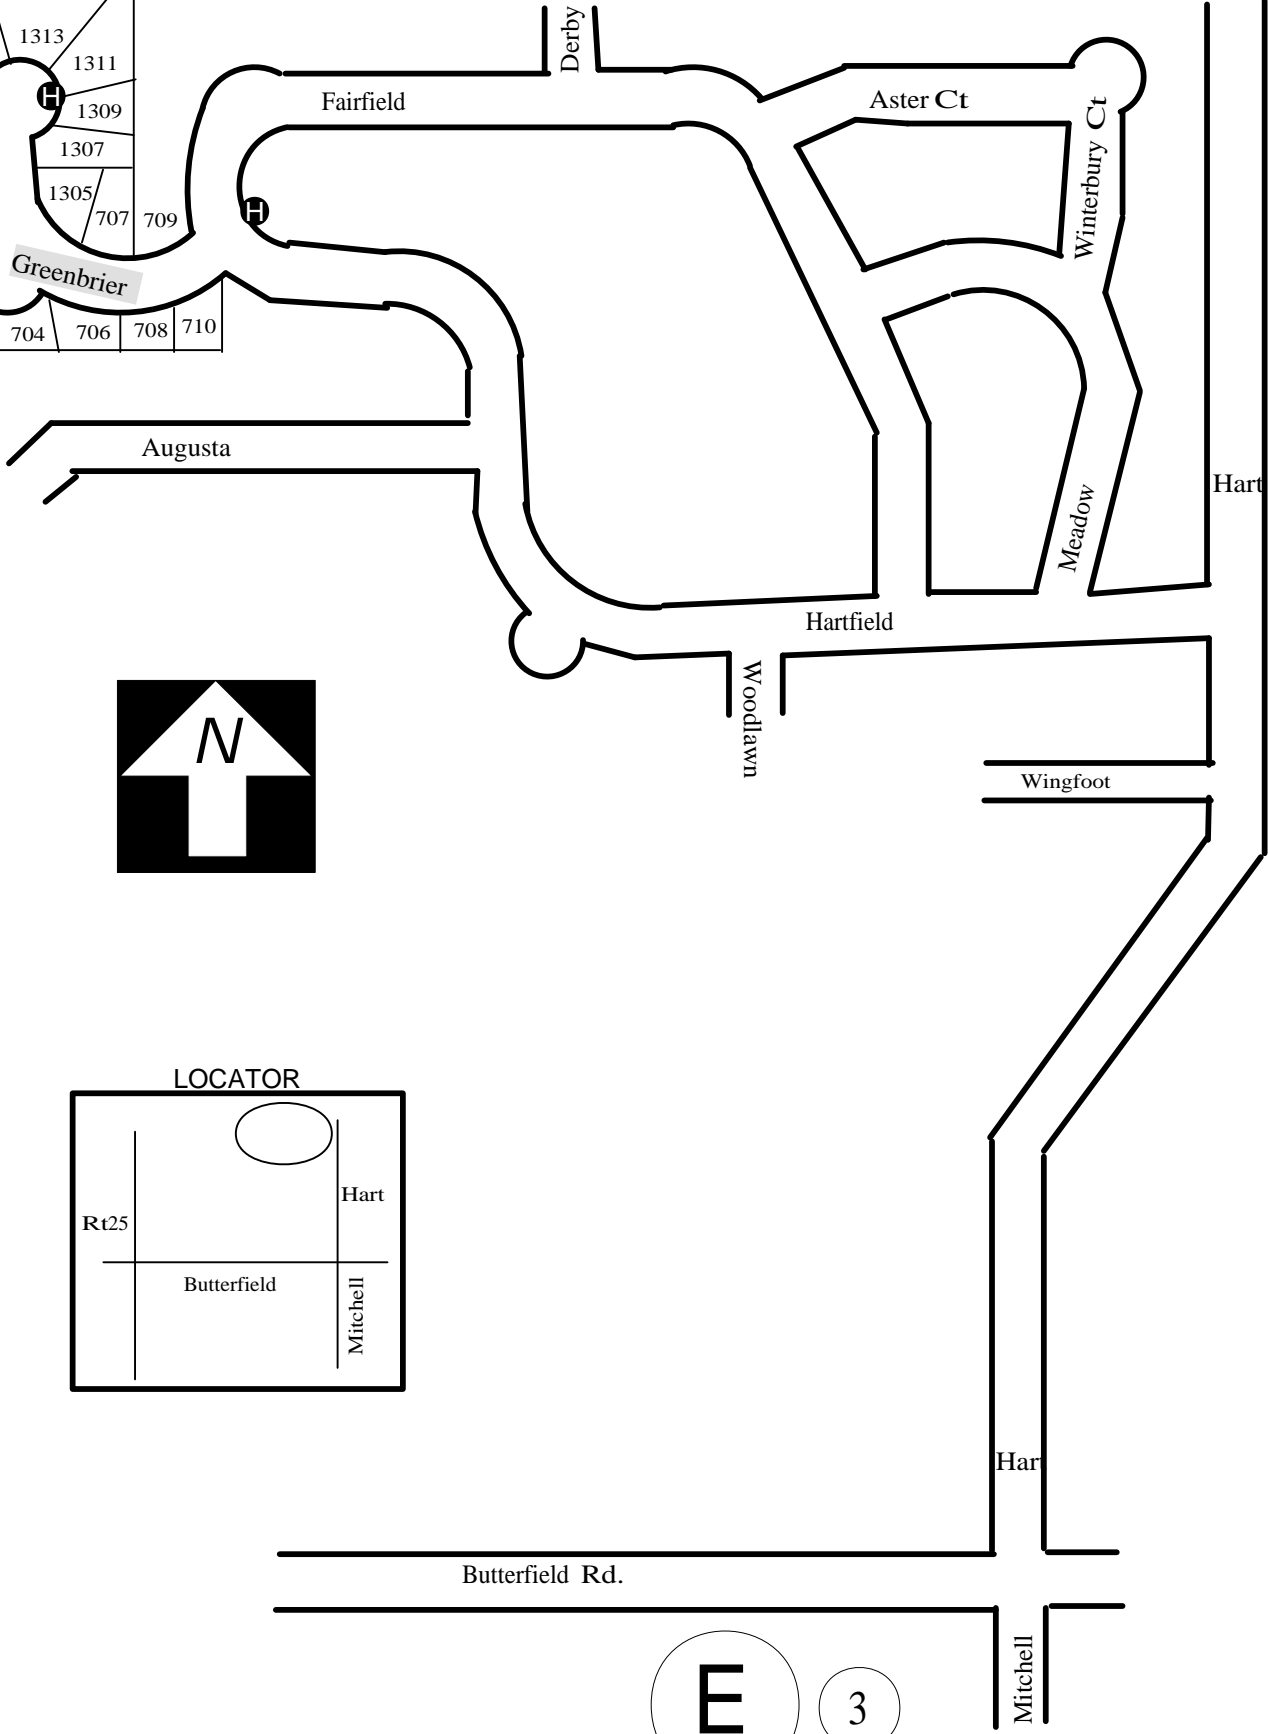 Derby
1313
1311
H
1309
Fairfield
Aster Ct
1307
Winterbury Ct
1305
707
709
H
Greenbrier
704
706
708
710
Augusta
Hart
Meadow
Hartfield
Woodlawn
N
Wingfoot
LOCATOR
Hart
Rt25
Butterfield
Mitchell
Hart
Butterfield Rd.
Mitchell
E
3